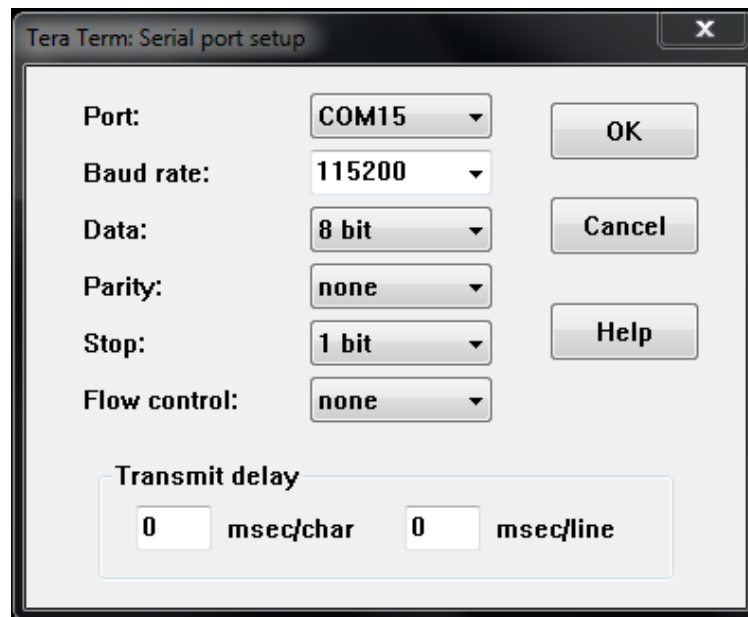 Tera Term: Serial port setup
x
Port: COM15 OK
Baud rate: 115200
Data: 8 bit Cancel
Parity: none
Stop: 1 bit Help
Flow control: none
Transmit delay
0 msec/char 0 msec/line